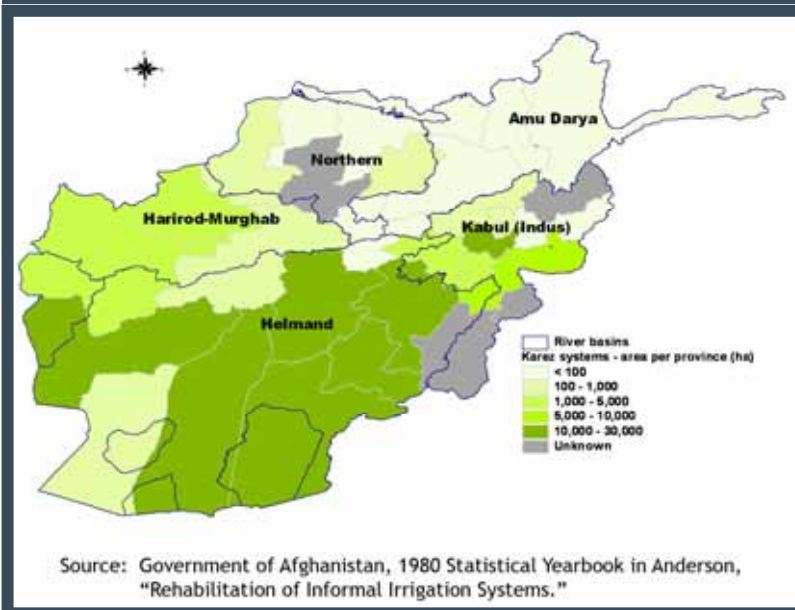 Amu Darya
Northern
Harirod-Murghab
Kabul (Indus)
Helmand
River basins
Karez systems - area per province (ha)
< 100
100 - 1,000
1,000 - 5,000
5,000 - 10,000
10,000 - 30,000
Unknown
Source: Government of Afghanistan, 1980 Statistical Yearbook in Anderson,
“Rehabilitation of Informal Irrigation Systems.”